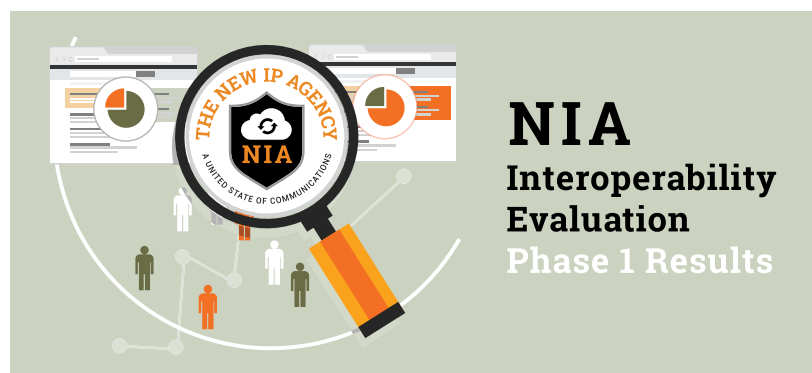 THE NEW IP AGENCY
NIA
A UNITED STATE OF COMMUNICATIONS
NIA
Interoperability
Evaluation
Phase 1 Results